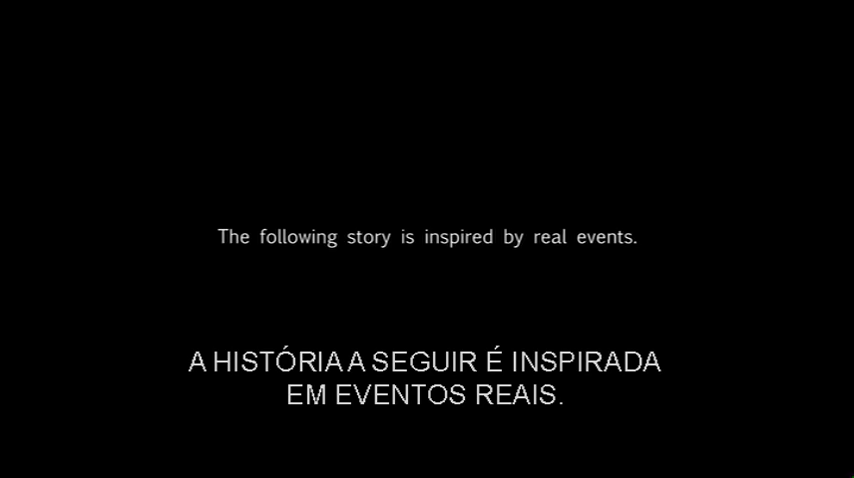 The following story is inspired by real events.
A HISTÓRIA A SEGUIR É INSPIRADA
EM EVENTOS REAIS.